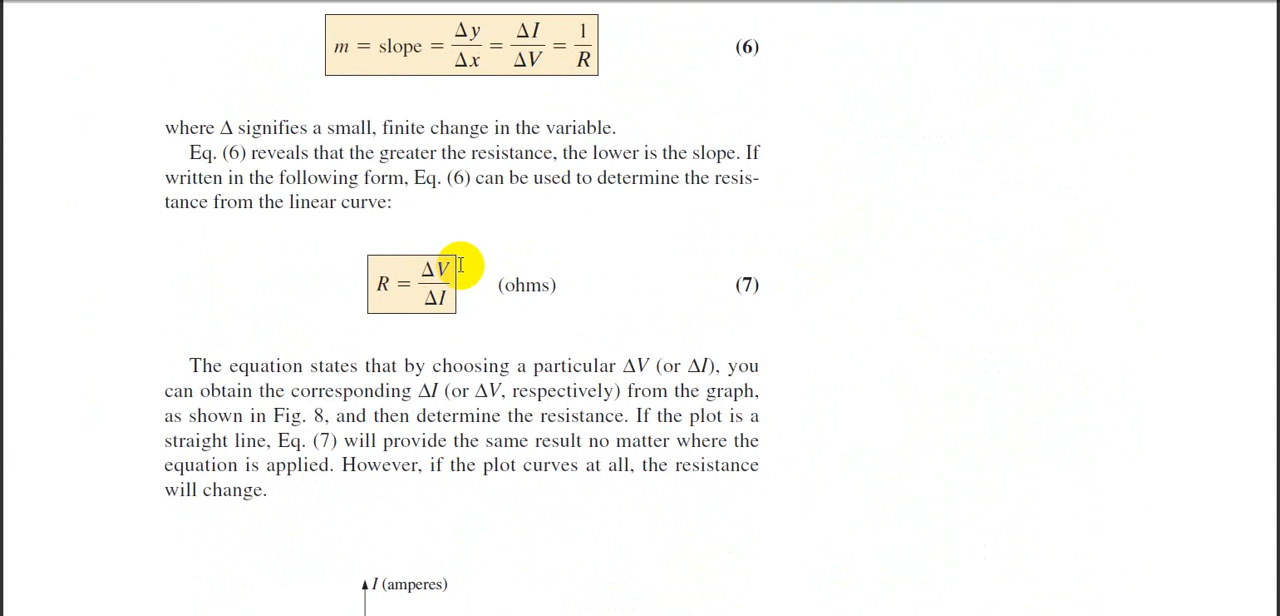 m = slope = Δy/Δx = ΔI/ΔV = 1/R (6)
where Δ signifies a small, finite change in the variable.
Eq. (6) reveals that the greater the resistance, the lower is the slope. If
written in the following form, Eq. (6) can be used to determine the resis-
tance from the linear curve:
R = ΔV/ΔI (ohms) (7)
The equation states that by choosing a particular ΔV (or ΔI), you
can obtain the corresponding ΔI (or ΔV, respectively) from the graph,
as shown in Fig. 8, and then determine the resistance. If the plot is a
straight line, Eq. (7) will provide the same result no matter where the
equation is applied. However, if the plot curves at all, the resistance
will change.
I (amperes)